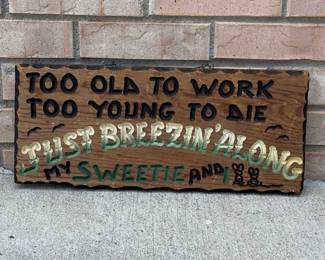 TOO OLD TO WORK
TOO YOUNG TO DIE
JUST BREEZIN' ALONG
MY SWEETIE AND I